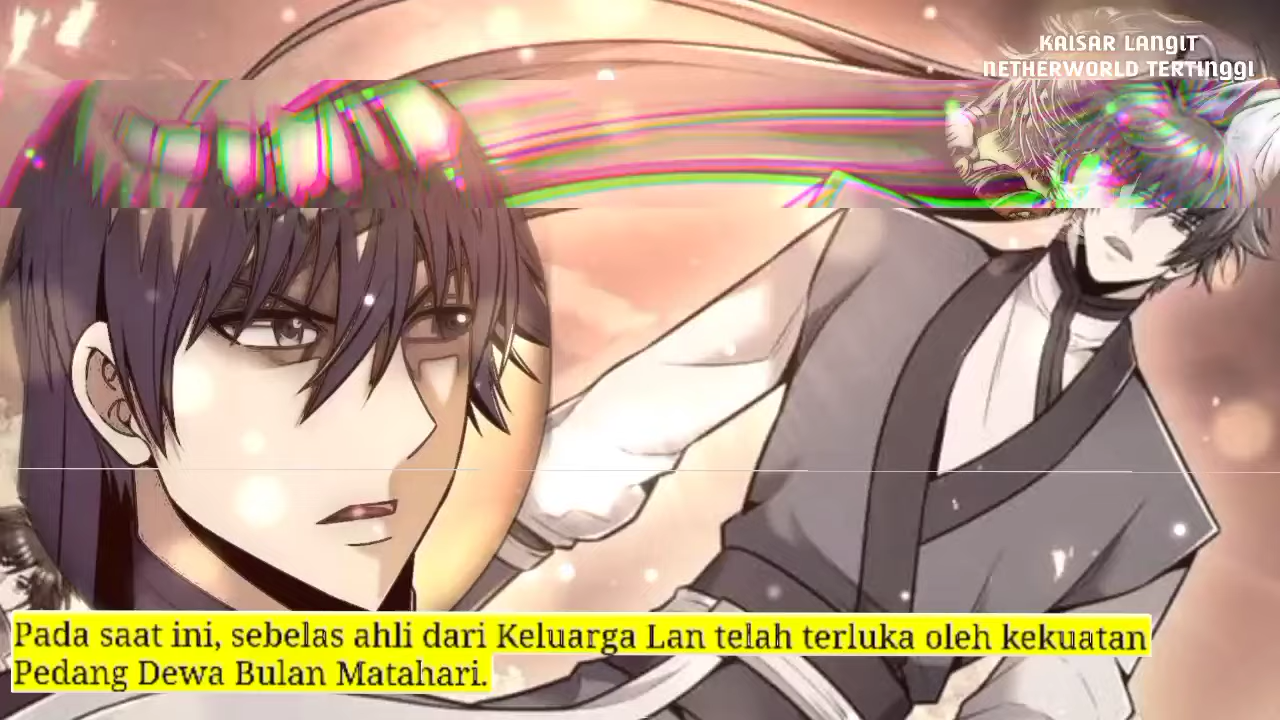 KAISAR LANGIT
NETHERWORLD TERTINGGI
Pada saat ini, sebelas ahli dari Keluarga Lan telah terluka oleh kekuatan
Pedang Dewa Bulan Matahari.